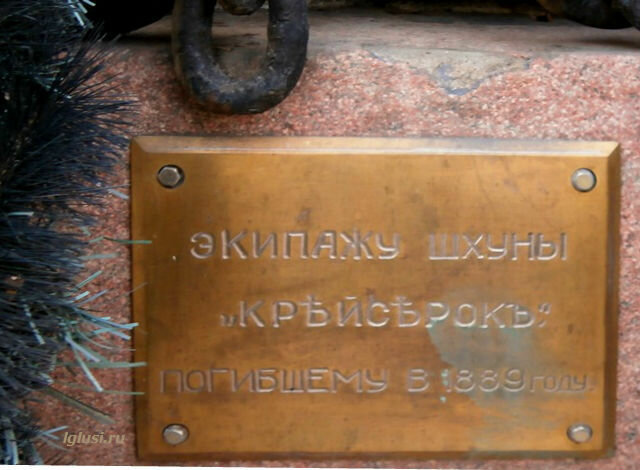 ЭКИПАЖУ ШХУНЫ
„КРѢЙСѢРОКЪ”
ПОГИБШЕМУ В 1889 ГОДУ.
Iglusi.ru